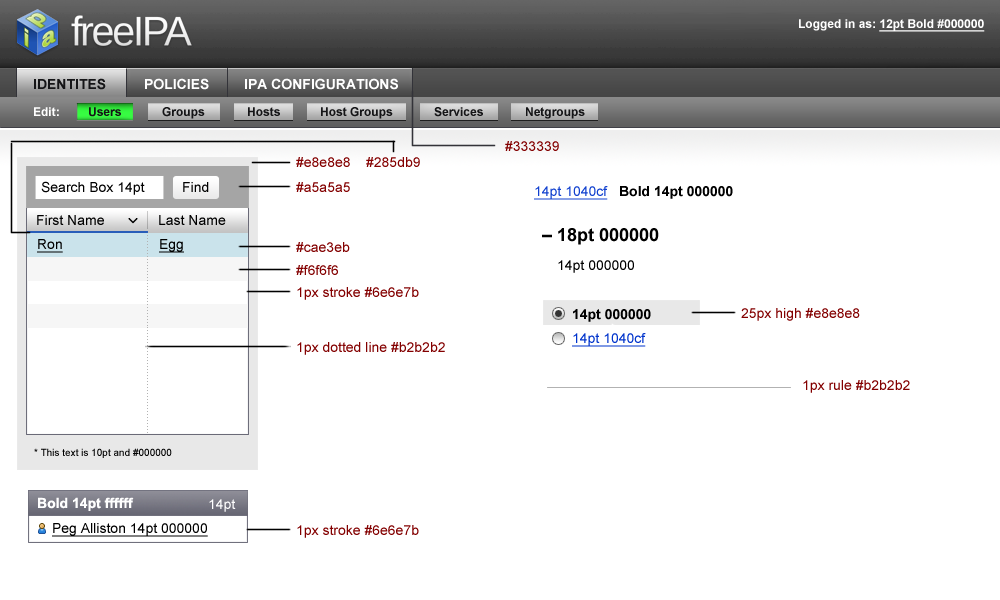 ipa freeIPA
Logged in as: 12pt Bold #000000
IDENTITES POLICIES IPA CONFIGURATIONS
Edit: Users Groups Hosts Host Groups Services Netgroups
#333339
#e8e8e8 #285db9
Search Box 14pt Find #a5a5a5
First Name Last Name
Ron Egg #cae3eb
#f6f6f6
1px stroke #6e6e7b
1px dotted line #b2b2b2
* This text is 10pt and #000000
Bold 14pt ffffff 14pt
Peg Alliston 14pt 000000 1px stroke #6e6e7b
14pt 1040cf Bold 14pt 000000
– 18pt 000000
14pt 000000
14pt 000000 25px high #e8e8e8
14pt 1040cf
1px rule #b2b2b2